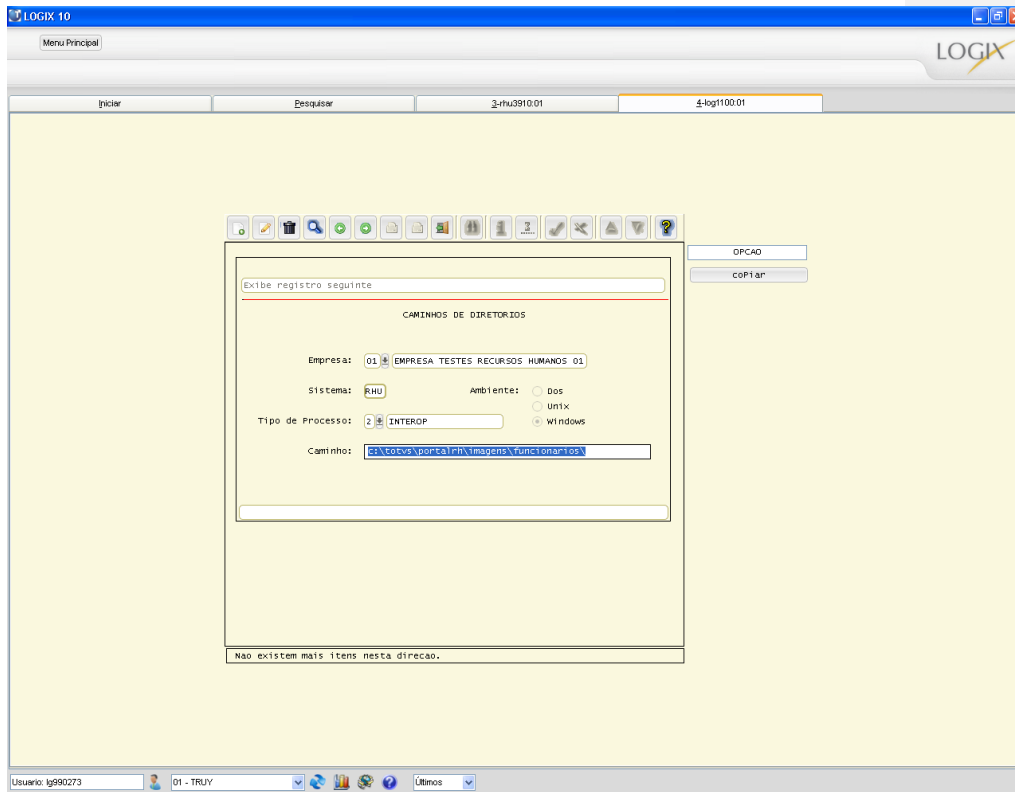 LOGIX 10
Menu Principal
LOGIX
Iniciar
Pesquisar
3-rhu3910:01
4-log1100:01
OPCAO
coPiar
Exibe registro seguinte
CAMINHOS DE DIRETORIOS
Empresa: 01 EMPRESA TESTES RECURSOS HUMANOS 01
Sistema: RHU Ambiente: Dos
Unix
Tipo de Processo: 2 INTEROP Windows
Caminho: c:\totvs\portalrh\imagens\funcionarios\
Nao existem mais itens nesta direcao.
Usuario: lg990273 01 - TRUY Últimos